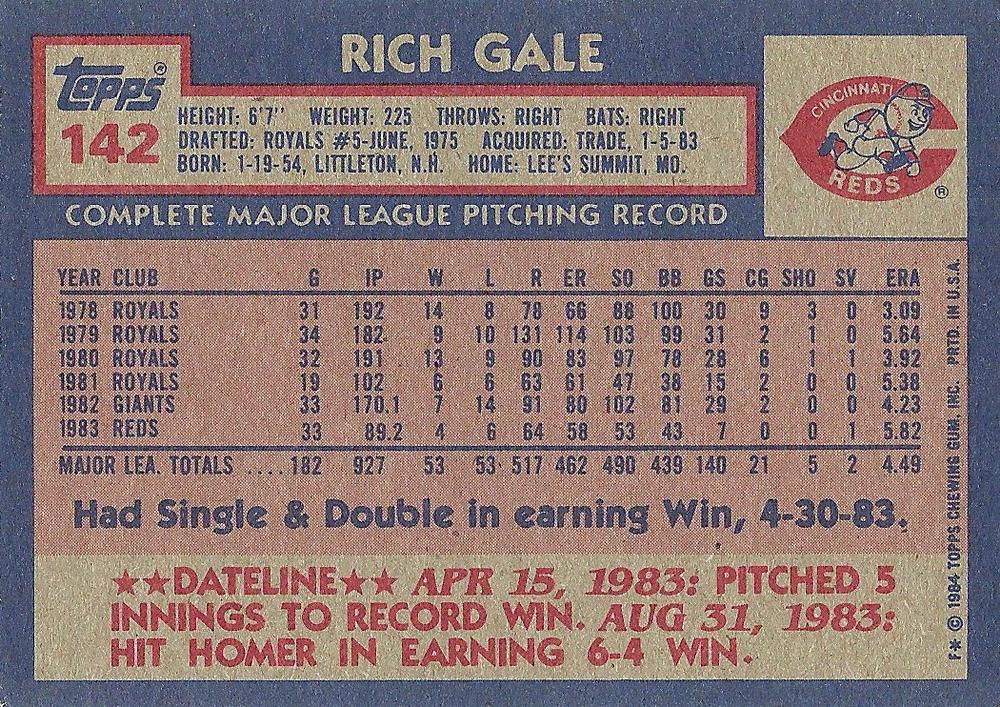 RICH GALE
Topps®
142
HEIGHT: 6'7" WEIGHT: 225 THROWS: RIGHT BATS: RIGHT
DRAFTED: ROYALS #5-JUNE, 1975 ACQUIRED: TRADE, 1-5-83
BORN: 1-19-54, LITTLETON, N.H. HOME: LEE'S SUMMIT, MO.
CINCINNATI
REDS
®
COMPLETE MAJOR LEAGUE PITCHING RECORD
YEAR CLUB G IP W L R ER SO BB GS CG SHO SV ERA
1978 ROYALS 31 192 14 8 78 66 88 100 30 9 3 0 3.09
1979 ROYALS 34 182 9 10 131 114 103 99 31 2 1 0 5.64
1980 ROYALS 32 191 13 9 90 83 97 78 28 6 1 1 3.92
1981 ROYALS 19 102 6 6 63 61 47 38 15 2 0 0 5.38
1982 GIANTS 33 170.1 7 14 91 80 102 81 29 2 0 0 4.23
1983 REDS 33 89.2 4 6 64 58 53 43 7 0 0 1 5.82
MAJOR LEA. TOTALS ....182 927 53 53 517 462 490 439 140 21 5 2 4.49
Had Single & Double in earning Win, 4-30-83.
★★DATELINE★★ APR 15, 1983: PITCHED 5
INNINGS TO RECORD WIN. AUG 31, 1983:
HIT HOMER IN EARNING 6-4 WIN.
F* © 1984 TOPPS CHEWING GUM, INC. PRTD. IN U.S.A.